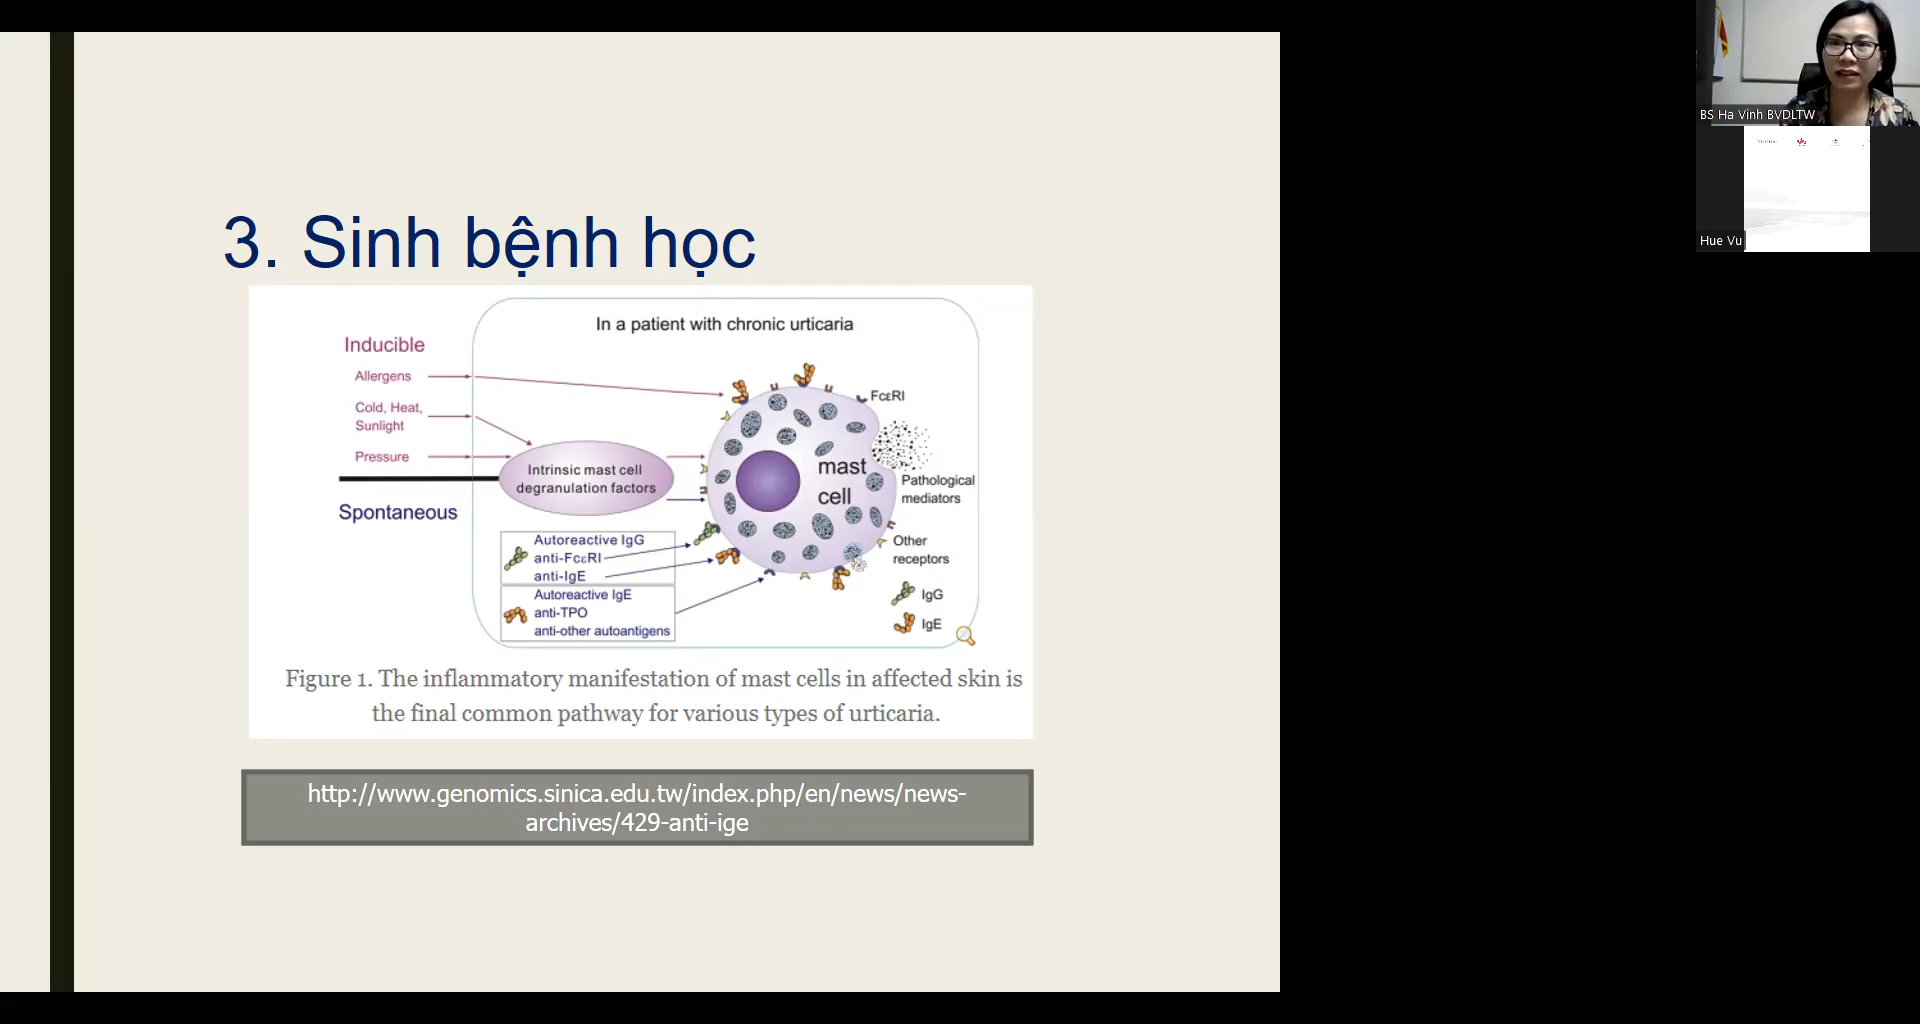 3. Sinh bệnh học
In a patient with chronic urticaria
Inducible
Allergens
Cold, Heat,
Sunlight
Pressure
Spontaneous
Intrinsic mast cell
degranulation factors
Autoreactive IgG
anti-FcεRI
anti-IgE
Autoreactive IgE
anti-TPO
anti-other autoantigens
FcεRI
mast
cell
Pathological
mediators
Other
receptors
IgG
IgE
Figure 1. The inflammatory manifestation of mast cells in affected skin is
the final common pathway for various types of urticaria.
http://www.genomics.sinica.edu.tw/index.php/en/news/news-
archives/429-anti-ige
BS Ha Vinh BVDLTW
Hue Vu